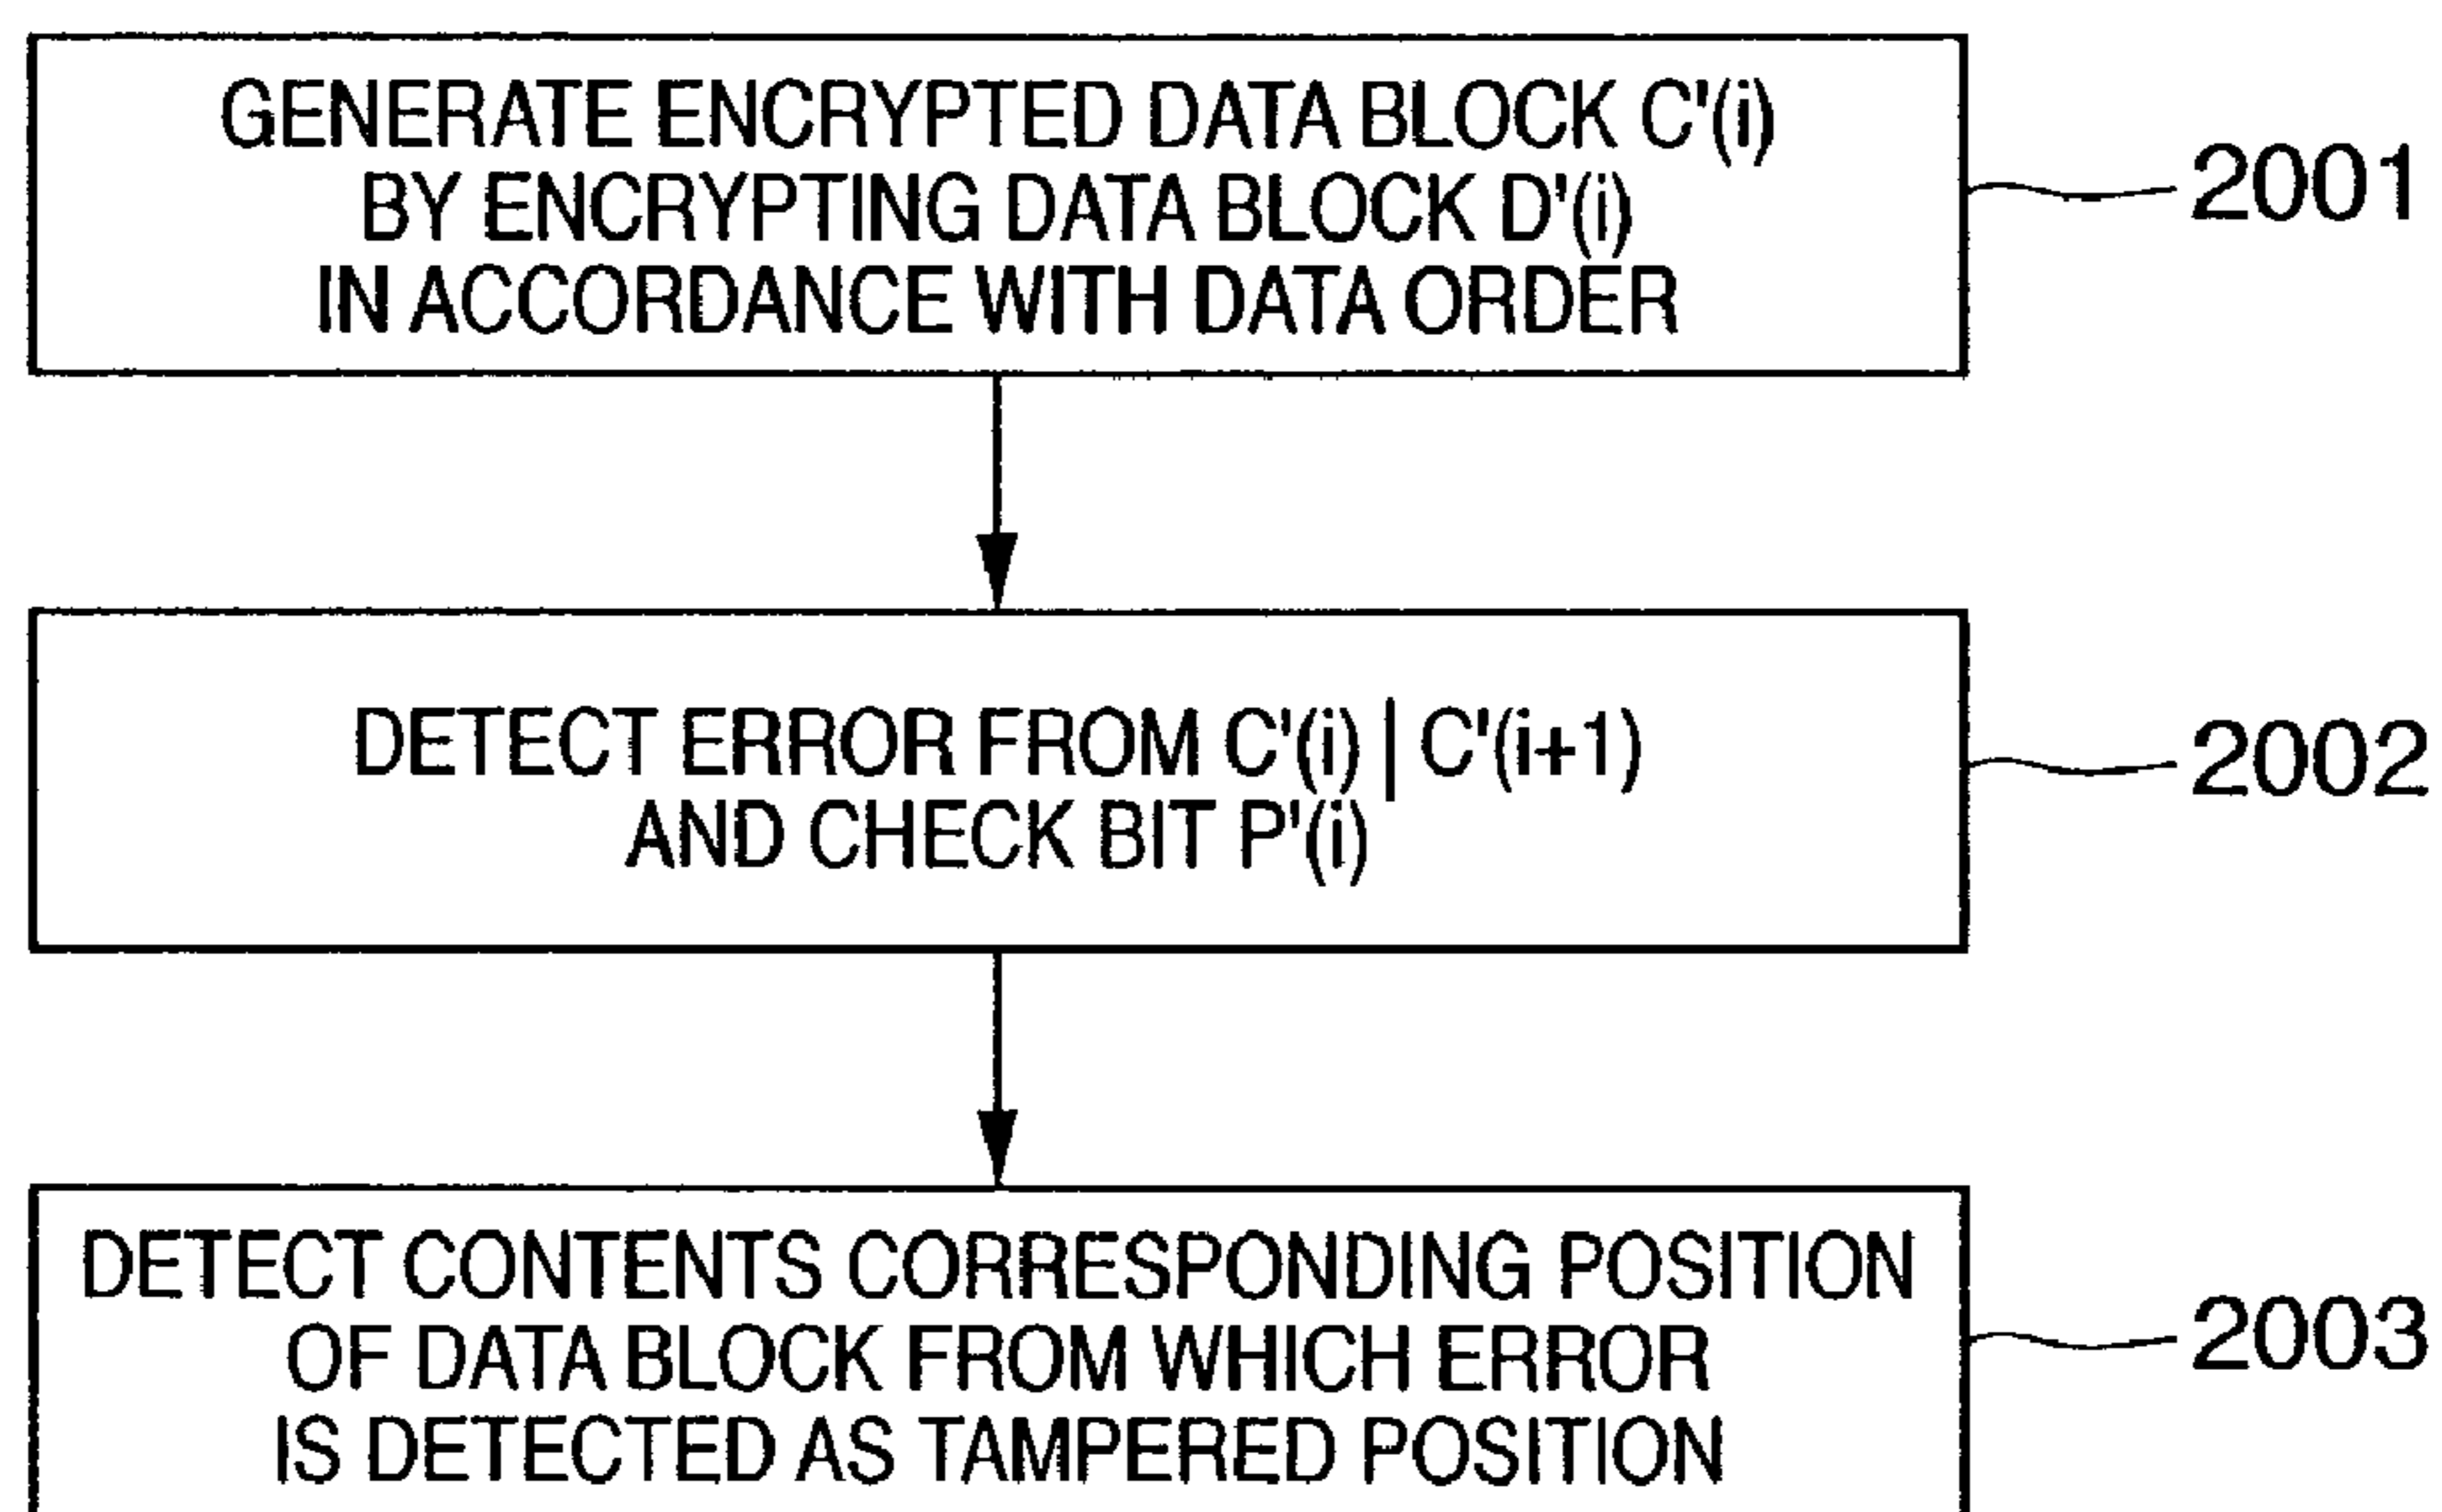 GENERATE ENCRYPTED DATA BLOCK C'(i)
BY ENCRYPTING DATA BLOCK D'(i)
IN ACCORDANCE WITH DATA ORDER
2001
DETECT ERROR FROM C'(i) | C'(i+1)
AND CHECK BIT P'(i)
2002
DETECT CONTENTS CORRESPONDING POSITION
OF DATA BLOCK FROM WHICH ERROR
IS DETECTED AS TAMPERED POSITION
2003